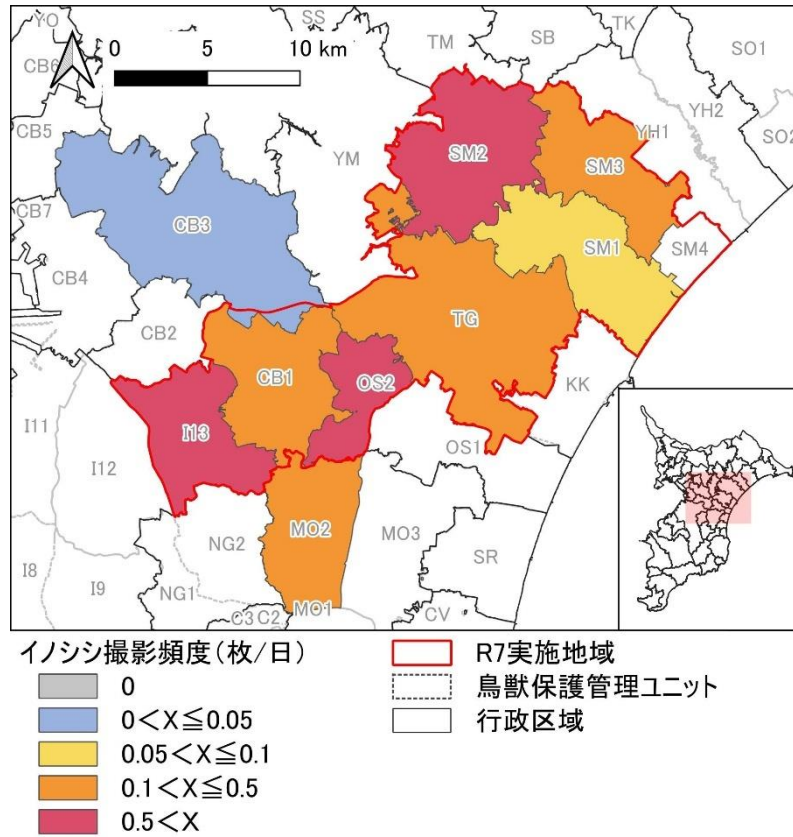 YO
SS
TM
SB
TK
SO1
0 5 10 km
CB6
CB5
YH2
YH1
SO2
YM
SM2
SM3
CB7
CB3
SM1
SM4
CB4
CB2
TG
CB1
OS2
KK
I13
I11
I12
OS1
MO2
MO3
NG2
SR
I8
I9
NG1
C3
C2
MO1
CV
イノシシ撮影頻度(枚/日)
0
0<X≦0.05
0.05<X≦0.1
0.1<X≦0.5
0.5<X
R7実施地域
鳥獣保護管理ユニット
行政区域